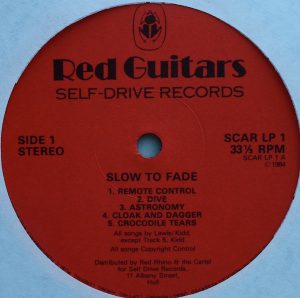 Red Guitars
SELF-DRIVE RECORDS
SIDE 1
STEREO
SCAR LP 1
33⅓ RPM
SCAR LP 1 A
℗ 1984
SLOW TO FADE
1. REMOTE CONTROL
2. DIVE
3. ASTRONOMY
4. CLOAK AND DAGGER
5. CROCODILE TEARS
All songs by Lewis/Kidd,
except Track 5, Kidd.
All songs Copyright Control
Distributed by Red Rhino & the Cartel
for Self Drive Records,
11 Albany Street,
Hull